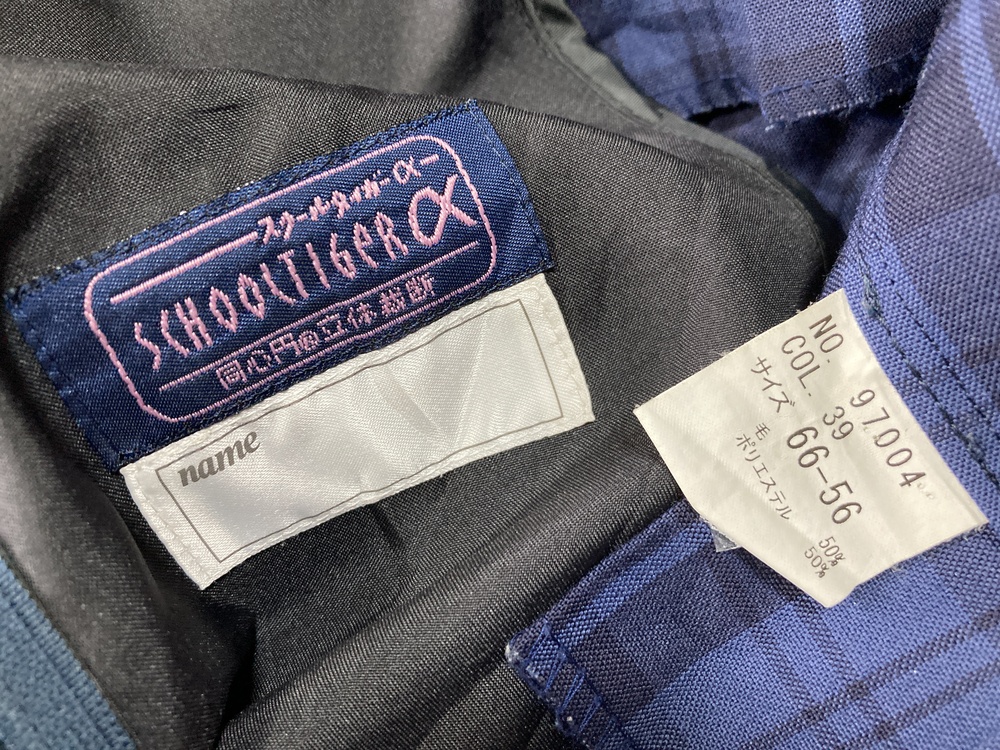 スクールタイガーα
SCHOOLTIGER α
同心円の立体裁断
name
NO. 97004
COL. 39
サイズ 66-56
毛 50%
ポリエステル 50%